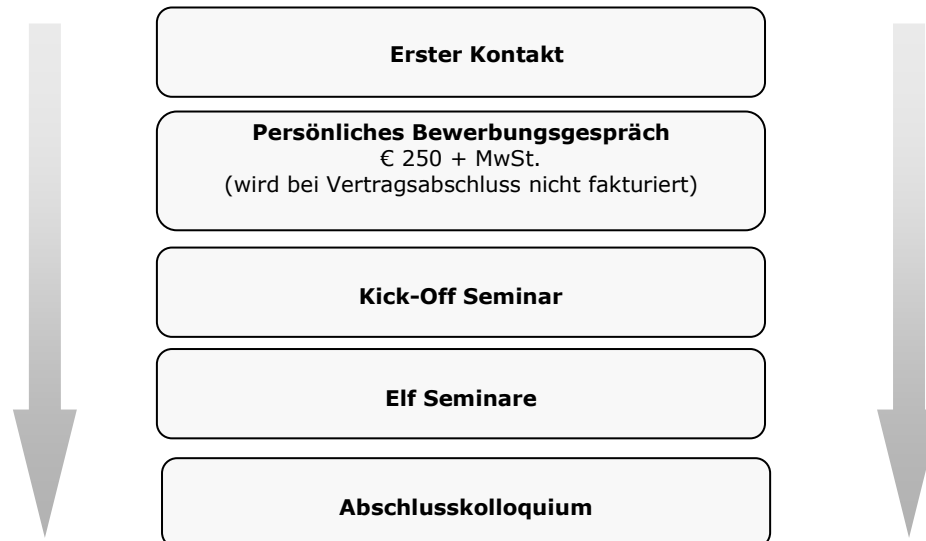 Erster Kontakt
Persönliches Bewerbungsgespräch
€ 250 + MwSt.
(wird bei Vertragsabschluss nicht fakturiert)
Kick-Off Seminar
Elf Seminare
Abschlusskolloquium